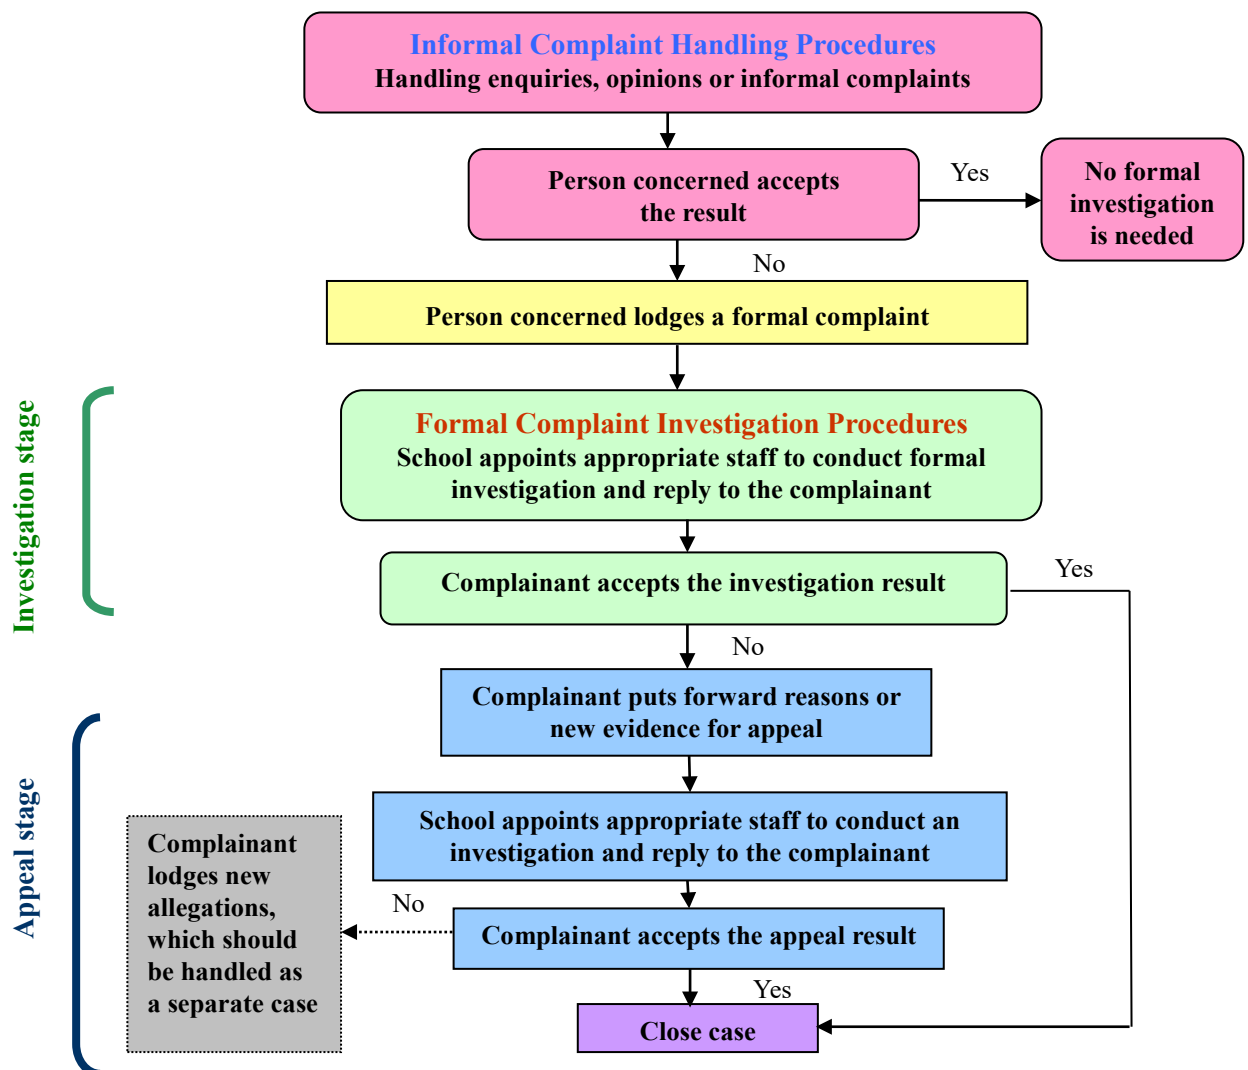 Informal Complaint Handling Procedures
Handling enquiries, opinions or informal complaints
Person concerned accepts
the result
Yes
No formal
investigation
is needed
No
Person concerned lodges a formal complaint
Investigation stage
Formal Complaint Investigation Procedures
School appoints appropriate staff to conduct formal
investigation and reply to the complainant
Complainant accepts the investigation result
Yes
No
Complainant puts forward reasons or
new evidence for appeal
Appeal stage
School appoints appropriate staff to conduct an
investigation and reply to the complainant
Complainant
lodges new
allegations,
which should
be handled as
a separate case
No
Complainant accepts the appeal result
Yes
Close case